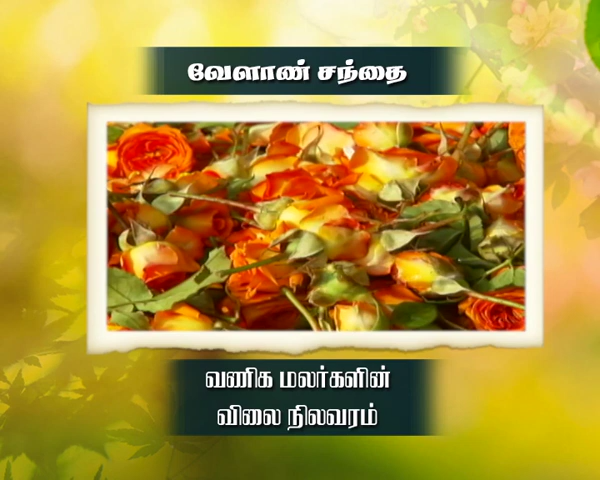 வேளாண் சந்தை
வணிக மலர்களின்
விலை நிலவரம்